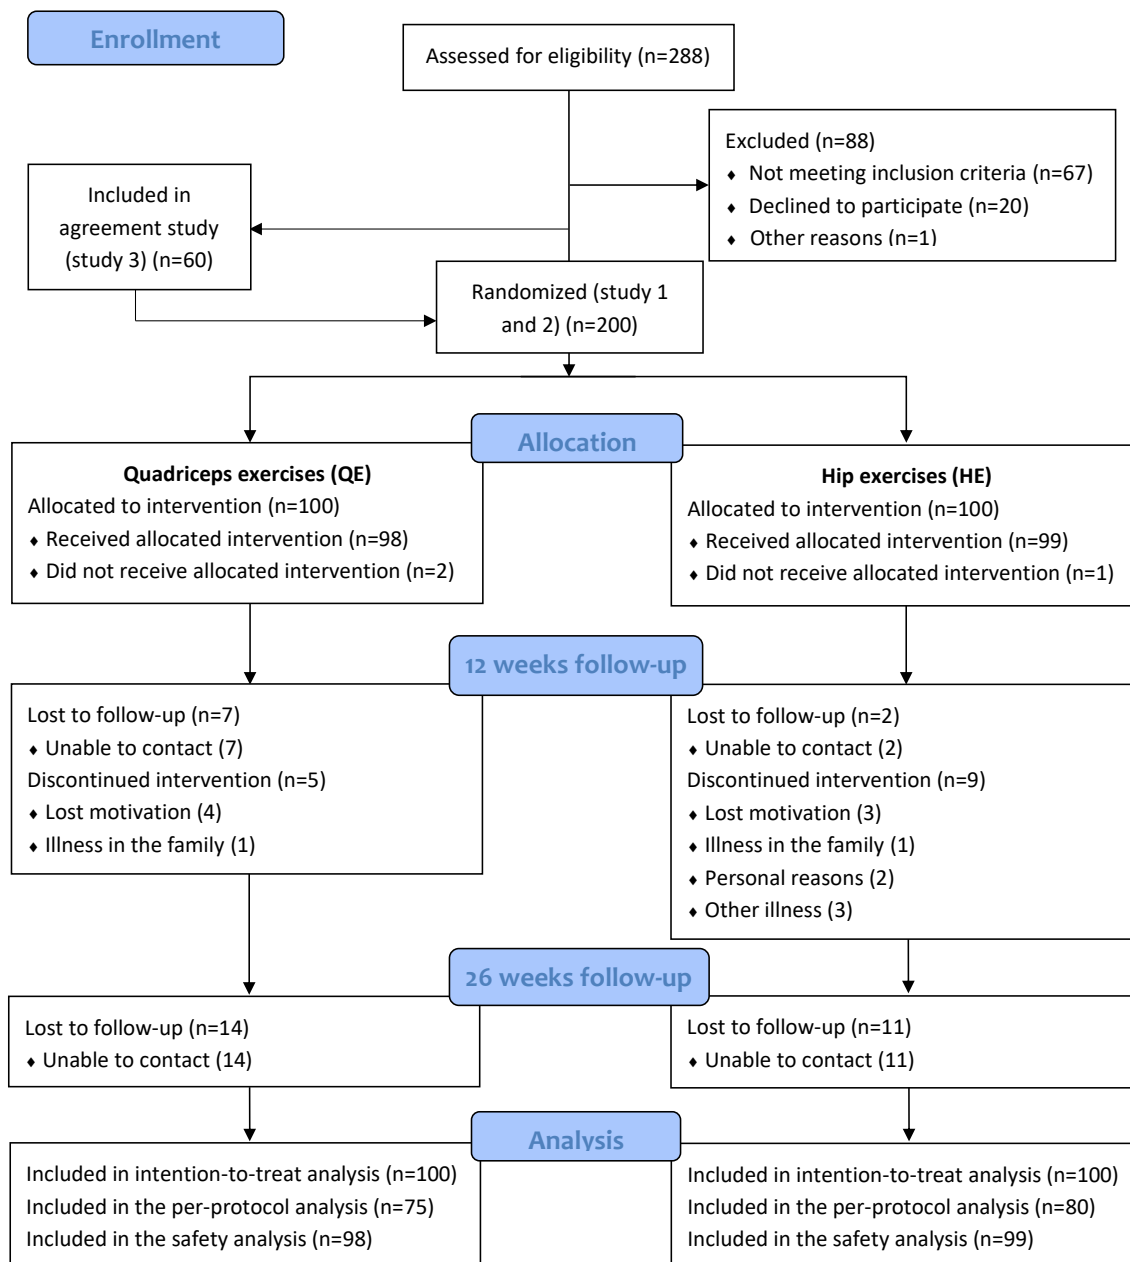 Enrollment
Assessed for eligibility (n=288)
Excluded (n=88)
♦ Not meeting inclusion criteria (n=67)
♦ Declined to participate (n=20)
♦ Other reasons (n=1)
Included in
agreement study
(study 3) (n=60)
Randomized (study 1
and 2) (n=200)
Allocation
Quadriceps exercises (QE)
Allocated to intervention (n=100)
♦ Received allocated intervention (n=98)
♦ Did not receive allocated intervention (n=2)
Hip exercises (HE)
Allocated to intervention (n=100)
♦ Received allocated intervention (n=99)
♦ Did not receive allocated intervention (n=1)
12 weeks follow-up
Lost to follow-up (n=7)
♦ Unable to contact (7)
Discontinued intervention (n=5)
♦ Lost motivation (4)
♦ Illness in the family (1)
Lost to follow-up (n=2)
♦ Unable to contact (2)
Discontinued intervention (n=9)
♦ Lost motivation (3)
♦ Illness in the family (1)
♦ Personal reasons (2)
♦ Other illness (3)
26 weeks follow-up
Lost to follow-up (n=14)
♦ Unable to contact (14)
Lost to follow-up (n=11)
♦ Unable to contact (11)
Analysis
Included in intention-to-treat analysis (n=100)
Included in the per-protocol analysis (n=75)
Included in the safety analysis (n=98)
Included in intention-to-treat analysis (n=100)
Included in the per-protocol analysis (n=80)
Included in the safety analysis (n=99)